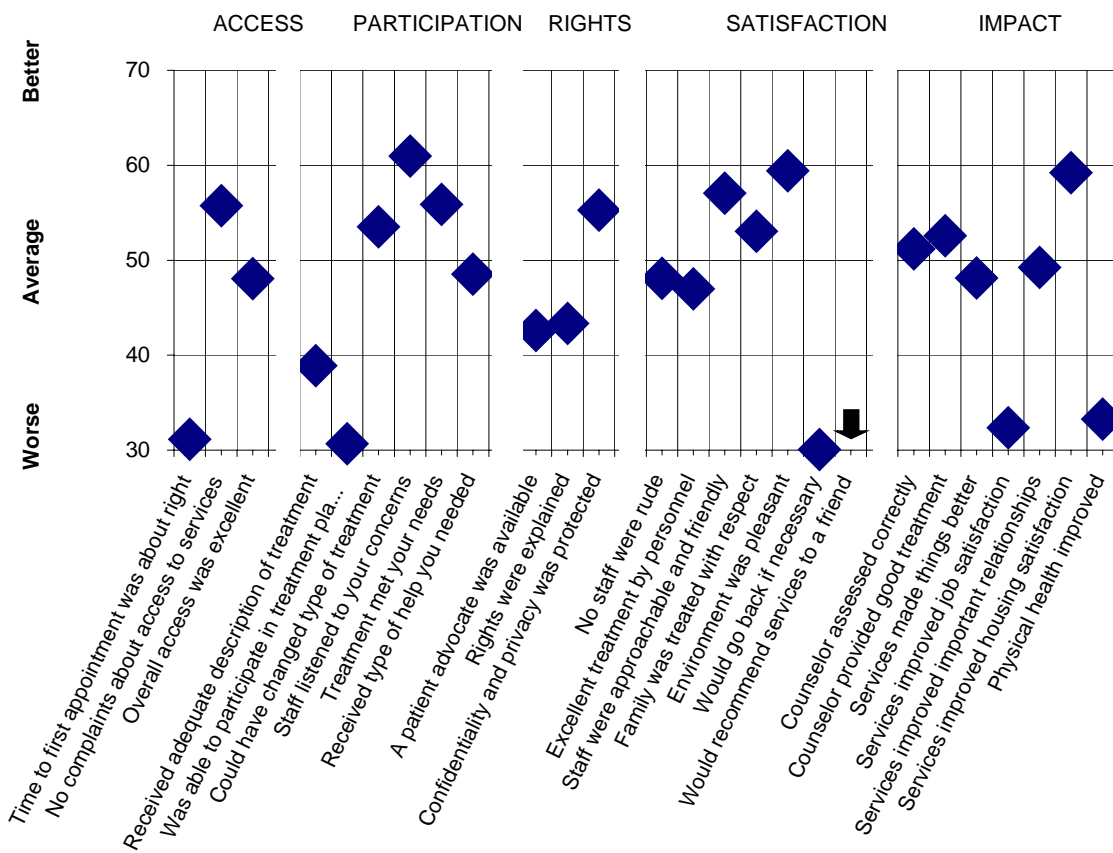 ACCESS
PARTICIPATION
RIGHTS
SATISFACTION
IMPACT
Better
Average
Worse
70
60
50
40
30
Time to first appointment was about right
No complaints about access to services
Overall access was excellent
Received adequate description of treatment
Was able to participate in treatment pla...
Could have changed type of treatment
Staff listened to your concerns
Treatment met your needs
Received type of help you needed
A patient advocate was available
Rights were explained
Confidentiality and privacy was protected
No staff were rude
Excellent treatment by personnel
Staff were approachable and friendly
Family was treated with respect
Environment was pleasant
Would go back if necessary
Would recommend services to a friend
Counselor assessed correctly
Counselor provided good treatment
Services made things better
Services improved job satisfaction
Services important relationships
Services improved housing satisfaction
Services improved Physical health improved